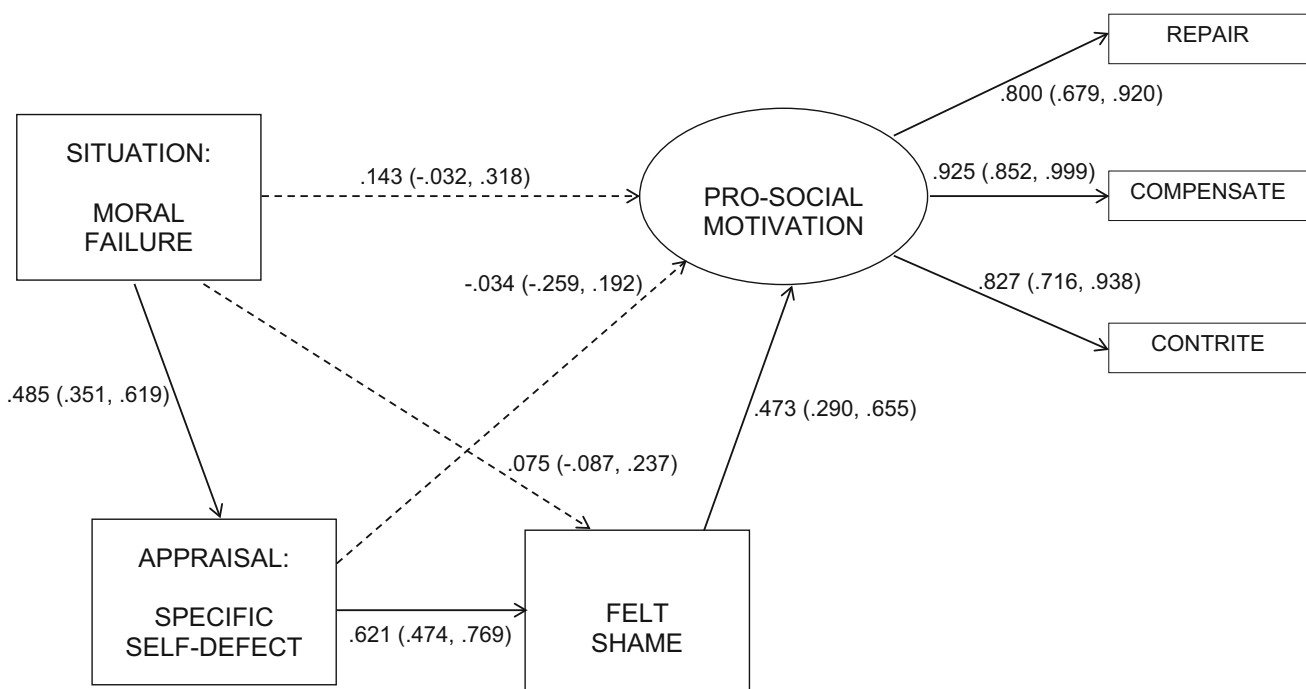 REPAIR
.800 (.679, .920)
SITUATION:
MORAL
FAILURE
.143 (-.032, .318)
PRO-SOCIAL
MOTIVATION
.925 (.852, .999)
COMPENSATE
-.034 (-.259, .192)
.827 (.716, .938)
CONTRITE
.485 (.351, .619)
.473 (.290, .655)
.075 (-.087, .237)
APPRAISAL:
SPECIFIC
SELF-DEFECT
.621 (.474, .769)
FELT
SHAME